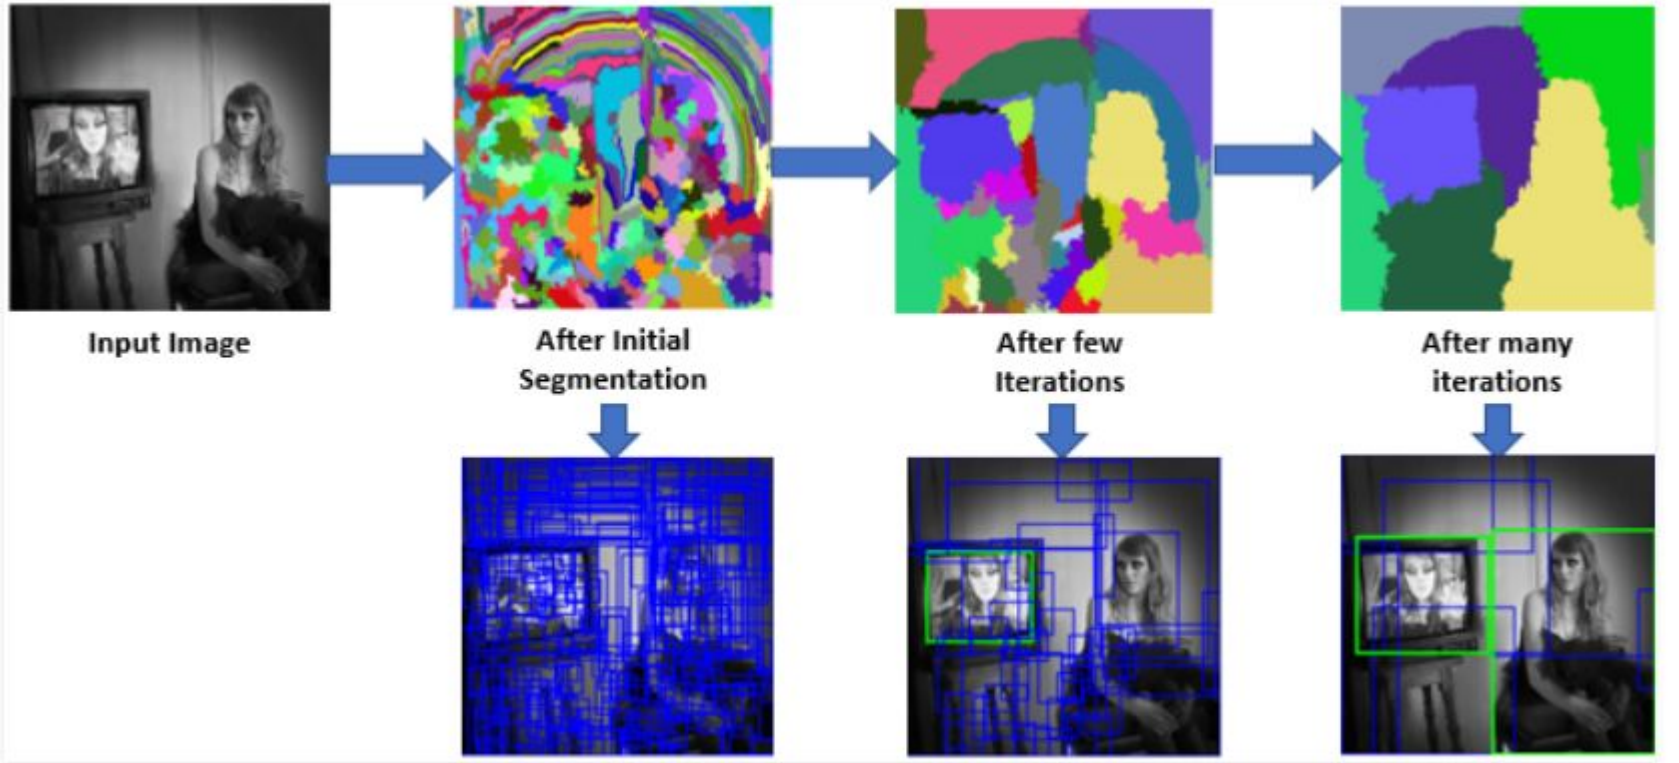 Input Image
After Initial
Segmentation
After few
Iterations
After many
iterations